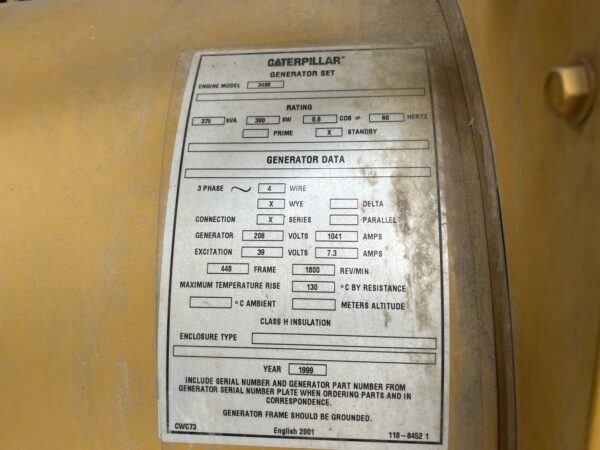 CATERPILLAR
GENERATOR SET
ENGINE MODEL 3406
RATING
375 kVA 300 kW 0.8 COS ø 60 HERTZ
PRIME X STANDBY
GENERATOR DATA
3 PHASE ~ 4 WIRE
X WYE DELTA
CONNECTION X SERIES PARALLEL
GENERATOR 208 VOLTS 1041 AMPS
EXCITATION 39 VOLTS 7.3 AMPS
448 FRAME 1800 REV/MIN
MAXIMUM TEMPERATURE RISE 130 °C BY RESISTANCE
°C AMBIENT METERS ALTITUDE
CLASS H INSULATION
ENCLOSURE TYPE
YEAR 1999
INCLUDE SERIAL NUMBER AND GENERATOR PART NUMBER FROM
GENERATOR SERIAL NUMBER PLATE WHEN ORDERING PARTS AND IN
CORRESPONDENCE.
GENERATOR FRAME SHOULD BE GROUNDED.
CWC73 English 2001 118-8452 1